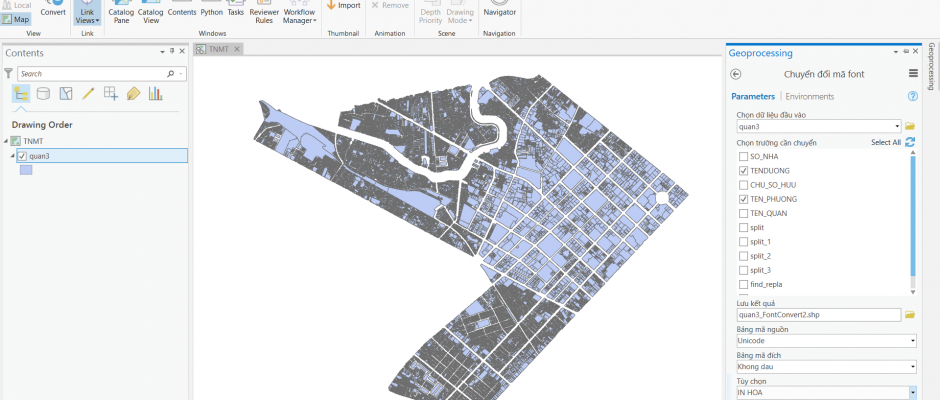 Local
Map
Convert
Link
Views
Catalog
Pane
Catalog
View
Contents
Python
Tasks
Reviewer
Rules
Workflow
Manager
Import
Remove
Depth
Priority
Drawing
Mode
Navigator
View
Link
Windows
Thumbnail
Animation
Scene
Navigation
Contents
Search
Drawing Order
TNMT
quan3
TNMT
Geoprocessing
Chuyển đổi mã font
Parameters
Environments
Chọn dữ liệu đầu vào
quan3
Chọn trường cần chuyển
Select All
SO_NHA
TENDUONG
CHU_SO_HUU
TEN_PHUONG
TEN_QUAN
split
split_1
split_2
split_3
find_repla
Lưu kết quả
quan3_FontConvert2.shp
Bảng mã nguồn
Unicode
Bảng mã đích
Khong dau
Tùy chọn
IN HOA
Geoprocessing